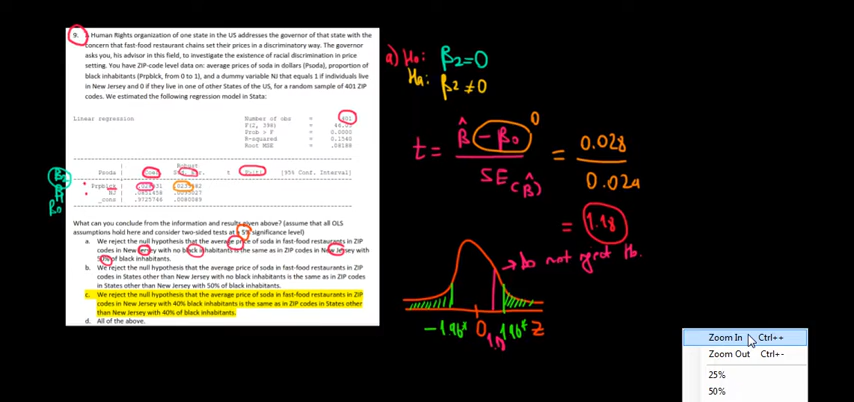 9. A Human Rights organization of one state in the US addresses the governor of that state with the
concern that fast-food restaurant chains set their prices in a discriminatory way. The governor
asks you, his advisor in this field, to investigate the existence of racial discrimination in price
setting. You have ZIP-code level data on: average prices of soda in dollars (Psoda), proportion of
black inhabitants (Prpblck, from 0 to 1), and a dummy variable NJ that equals 1 if individuals live
in New Jersey and 0 if they live in one of other States of the US, for a random sample of 401 ZIP
codes. We estimated the following regression model in Stata:
Linear regression
Number of obs = 401
F(2, 398) =
Prob > F = 0.0000
R-squared = 0.1540
Root MSE = .08188
Robust
Psoda | Coef. Std. Err. t P>|t| [95% Conf. Interval]
Prpblck
NJ
_cons .9725746 .0080089
β2
β1
β0
What can you conclude from the information and results given above? (assume that all OLS
assumptions hold here and consider two-sided tests at a 5% significance level)
a. We reject the null hypothesis that the average price of soda in fast-food restaurants in ZIP
codes in New Jersey with no black inhabitants is the same as in ZIP codes in New Jersey with
50% of black inhabitants.
b. We reject the null hypothesis that the average price of soda in fast-food restaurants in ZIP
codes in States other than New Jersey with no black inhabitants is the same as in ZIP codes
in States other than New Jersey with 50% of black inhabitants.
c. We reject the null hypothesis that the average price of soda in fast-food restaurants in ZIP
codes in New Jersey with 40% black inhabitants is the same as in ZIP codes in States other
than New Jersey with 40% of black inhabitants.
d. All of the above.
a) H0: β2=0
Ha: β2≠0
t = β̂ - β0 0 / SE(β̂) = 0.028 / 0.024
= 1.18
→ Do not reject H0.
-1.96* 0 1.18 1.96* Z
Zoom In Ctrl++
Zoom Out Ctrl+-
25%
50%